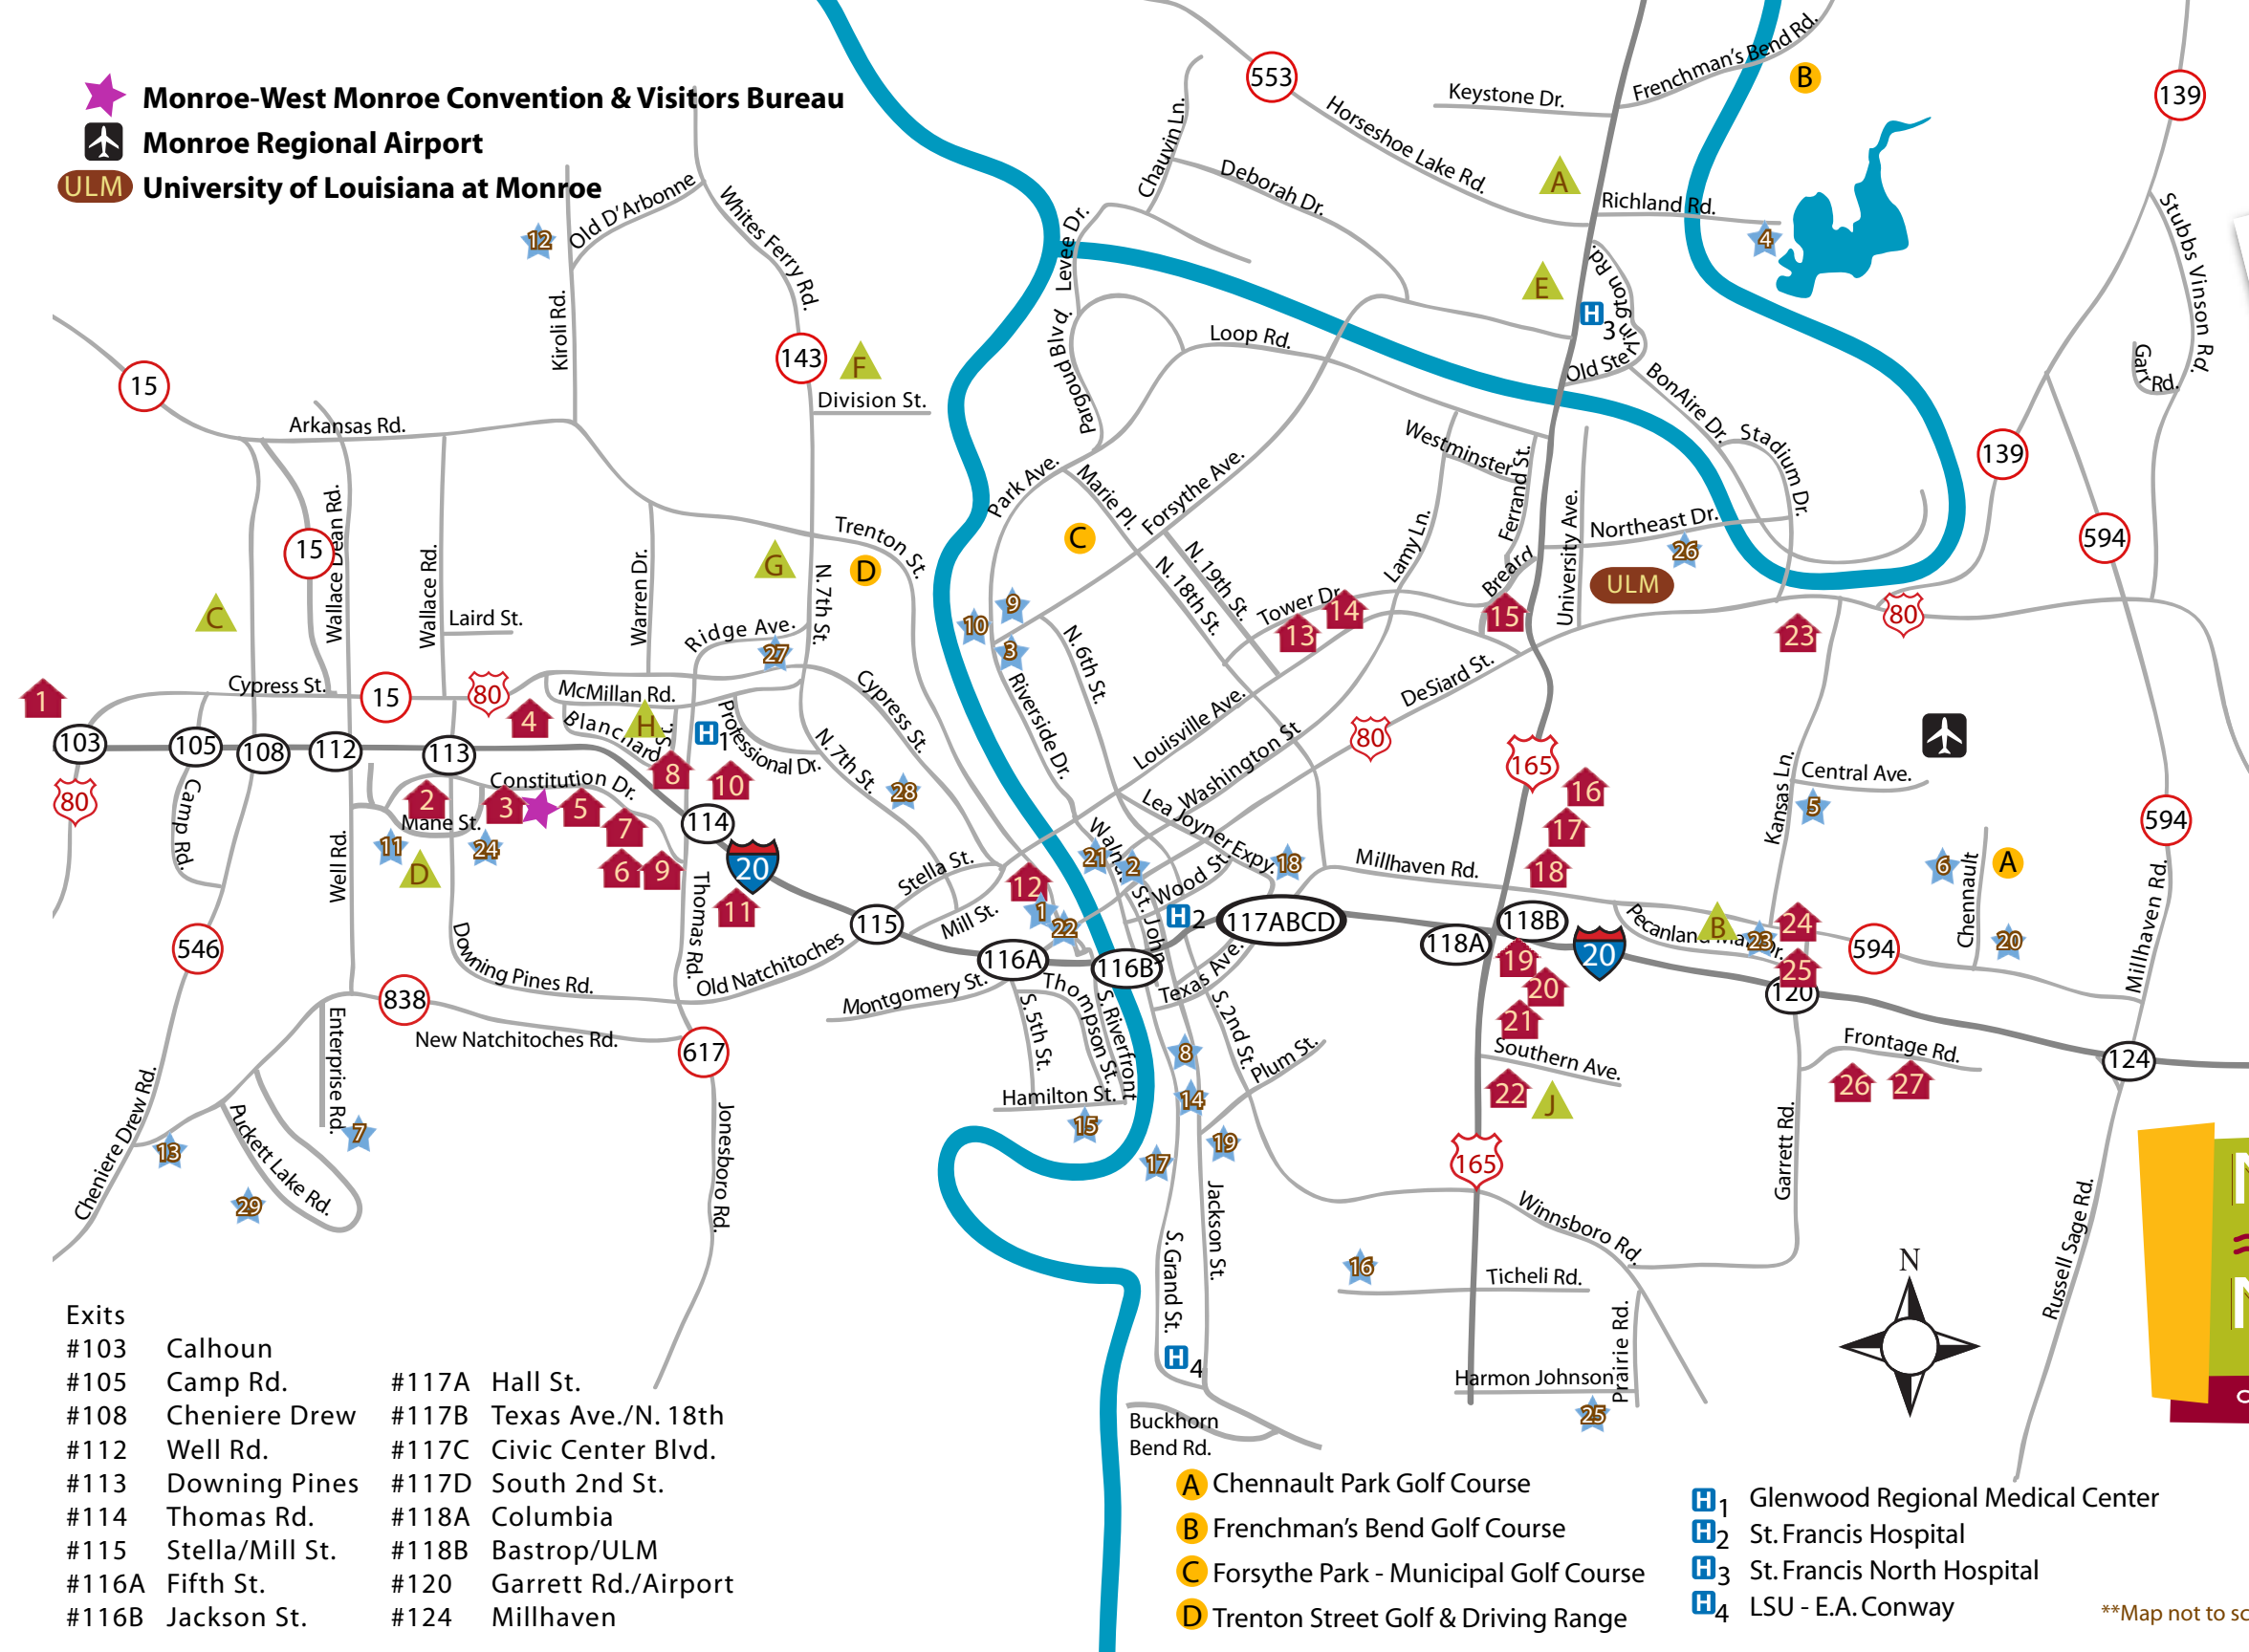 Monroe-West Monroe Convention & Visitors Bureau
Monroe Regional Airport
ULM University of Louisiana at Monroe
553
139
B
Keystone Dr.
Frenchman's Bend Rd.
Horseshoe Lake Rd.
Chauvin Ln.
Deborah Dr.
A
Richland Rd.
4
Stubbs Vinson Rd.
12
Old D'Arbonne
Whites Ferry Rd.
Kiroli Rd.
Levee Dr.
E
H3
Old Sterlington Rd.
15
143
F
Division St.
Pargoud Blvd.
Loop Rd.
BonAire Dr.
Stadium Dr.
Garr Rd.
Arkansas Rd.
Westminster
Ferrand St.
139
594
Park Ave.
Marie Pl.
Forsythe Ave.
C
Lamy Ln.
University Ave.
Northeast Dr.
26
ULM
15
Wallace Dean Rd.
Wallace Rd.
Warren Dr.
G
D
Trenton St.
N. 7th St.
N. 19th St.
N. 18th St.
Breard
C
Laird St.
Ridge Ave.
27
9
10
3
N. 6th St.
Tower Dr.
13
14
15
80
23
1
Cypress St.
15
80
McMillan Rd.
4
Blanchard
H
H1
Professional Dr.
Cypress St.
N. 7th St.
28
Riverside Dr.
Louisville Ave.
DeSiard St.
80
Washington St
103
105
108
112
113
80
Camp Rd.
Well Rd.
Constitution Dr.
2
3
5
7
6
9
8
10
11
Mane St.
11
24
D
114
20
Thomas Rd.
165
16
17
18
Kansas Ln.
Central Ave.
5
6
Chennault
A
20
594
Millhaven Rd.
Lea Joyner Expy.
18
Millhaven Rd.
Walnut
21
2
Wood St.
St. John
H2
Stella St.
12
1
22
Mill St.
115
116A
116B
117ABCD
118A
118B
20
Pecanland Mall Dr.
B
23
24
25
594
120
19
20
21
546
Downing Pines Rd.
Old Natchitoches
Montgomery St.
Thompson St.
S. 5th St.
S. Riverfront
Texas Ave.
S. 2nd St.
838
New Natchitoches Rd.
617
Enterprise Rd.
Cheniere Drew Rd.
Puckett Lake Rd.
13
29
7
Jonesboro Rd.
Hamilton St.
15
8
14
17
19
Plum St.
Southern Ave.
22
J
Frontage Rd.
26
27
124
165
Garrett Rd.
Russell Sage Rd.
Jackson St.
S. Grand St.
16
Winnsboro Rd.
Ticheli Rd.
Prairie Rd.
Harmon Johnson
25
H4
Buckhorn
Bend Rd.
N
Exits
#103 Calhoun
#105 Camp Rd.
#108 Cheniere Drew
#112 Well Rd.
#113 Downing Pines
#114 Thomas Rd.
#115 Stella/Mill St.
#116A Fifth St.
#116B Jackson St.
#117A Hall St.
#117B Texas Ave./N. 18th
#117C Civic Center Blvd.
#117D South 2nd St.
#118A Columbia
#118B Bastrop/ULM
#120 Garrett Rd./Airport
#124 Millhaven
A Chennault Park Golf Course
B Frenchman's Bend Golf Course
C Forsythe Park - Municipal Golf Course
D Trenton Street Golf & Driving Range
H1 Glenwood Regional Medical Center
H2 St. Francis Hospital
H3 St. Francis North Hospital
H4 LSU - E.A. Conway
**Map not to sc